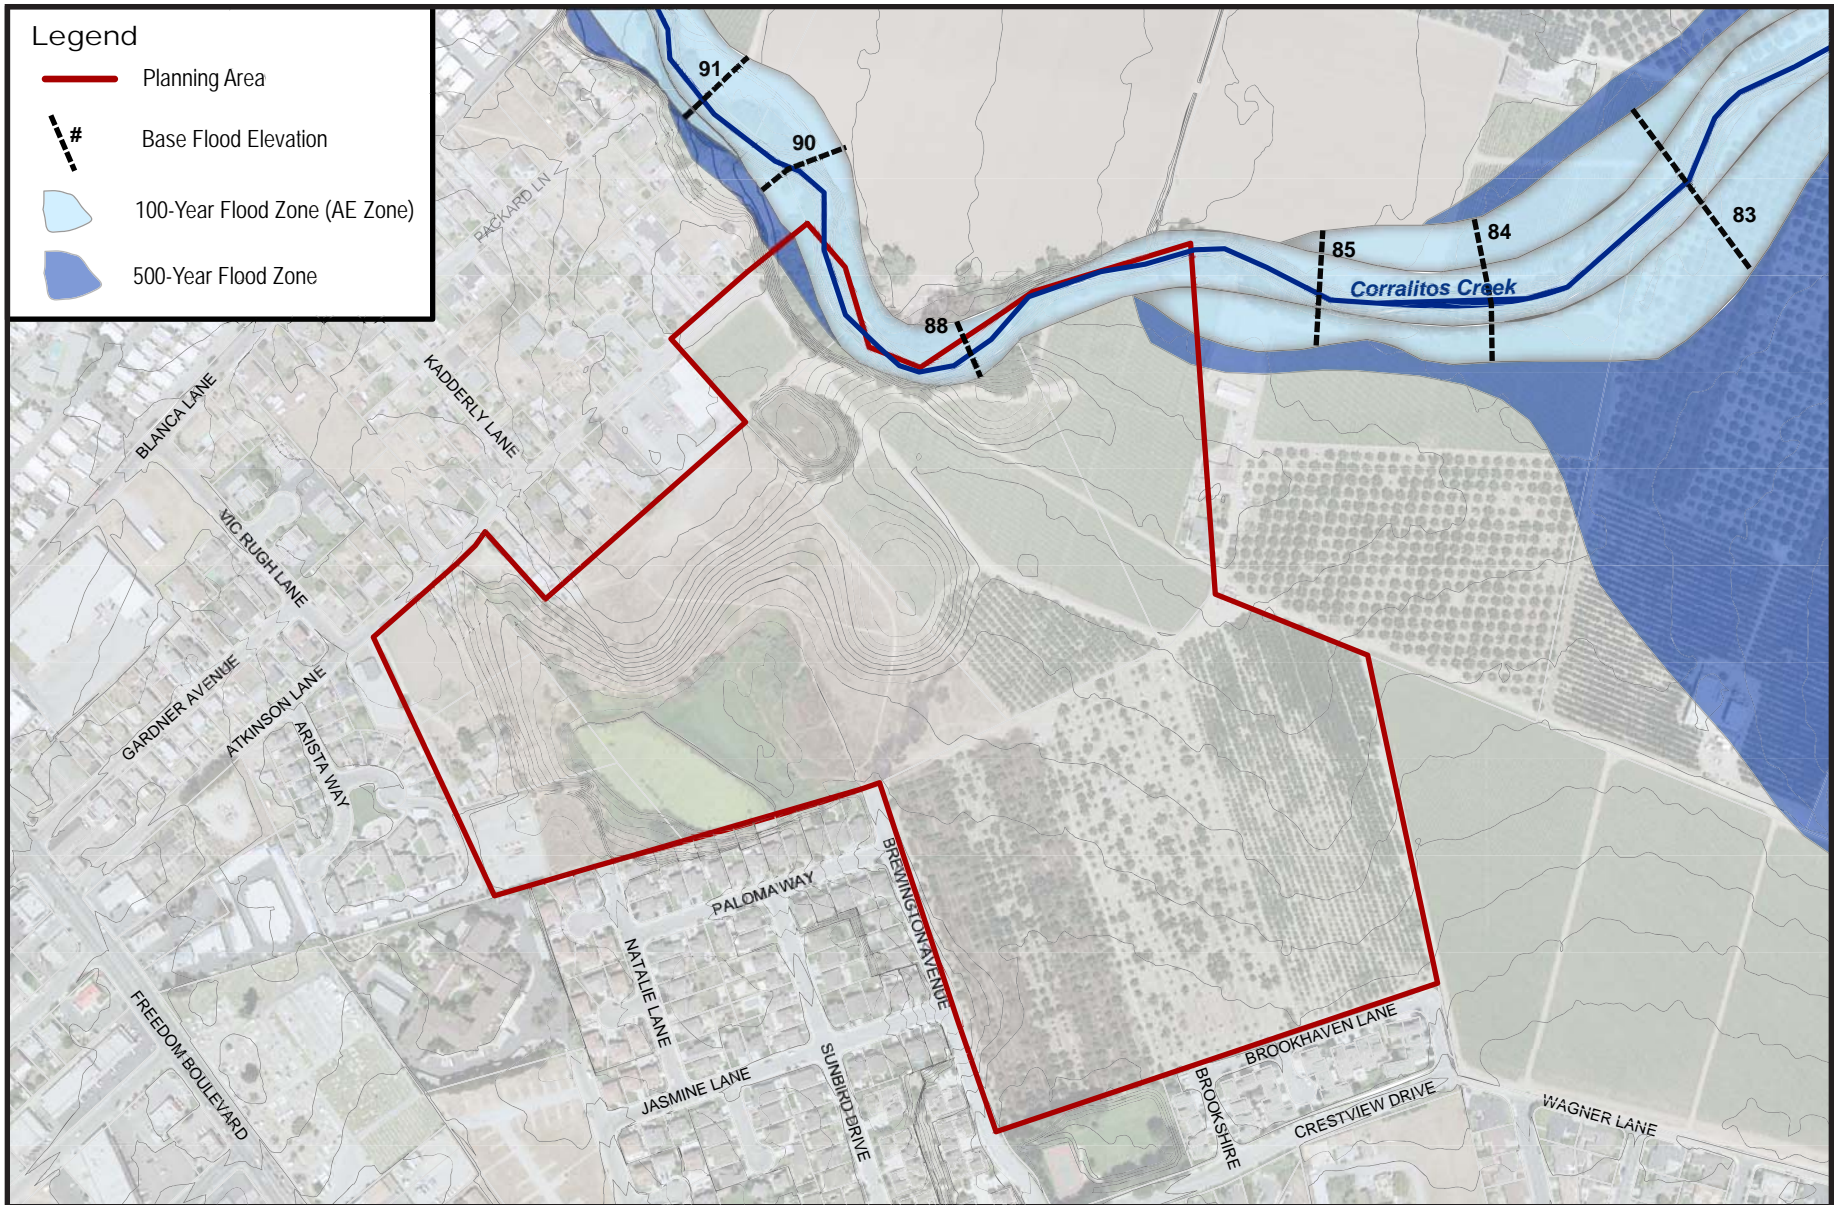 Legend
Planning Area
# Base Flood Elevation
100-Year Flood Zone (AE Zone)
500-Year Flood Zone
91
90
88
85
84
83
Corralitos Creek
PACKARD LN
BLANCA LANE
KADDERLY LANE
VIC RUGH LANE
GARDNER AVENUE
ATKINSON LANE
ARISTA WAY
FREEDOM BOULEVARD
PALOMA WAY
BREWINGTON AVENUE
NATALIE LANE
JASMINE LANE
SUNBIRD DRIVE
BROOKHAVEN LANE
BROOKSHIRE
CRESTVIEW DRIVE
WAGNER LANE